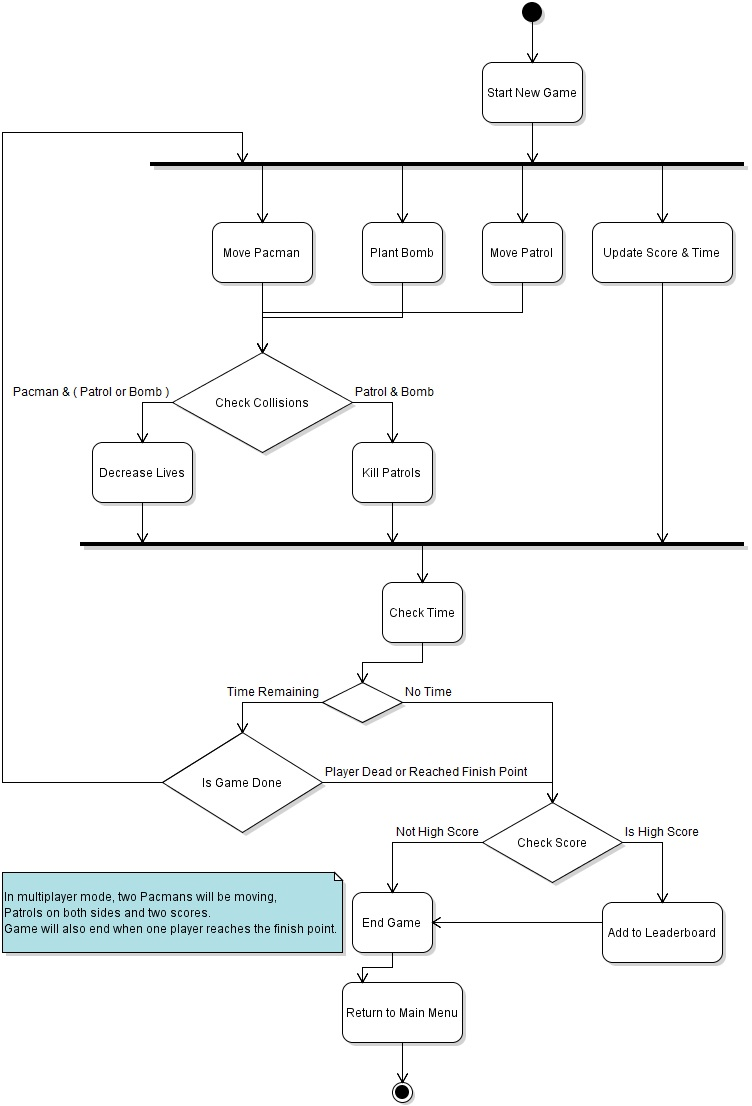 Start New Game
Move Pacman
Plant Bomb
Move Patrol
Update Score & Time
Pacman & ( Patrol or Bomb )
Check Collisions
Patrol & Bomb
Decrease Lives
Kill Patrols
Check Time
Time Remaining
No Time
Is Game Done
Player Dead or Reached Finish Point
Not High Score
Check Score
Is High Score
In multiplayer mode, two Pacmans will be moving,
Patrols on both sides and two scores.
Game will also end when one player reaches the finish point.
End Game
Add to Leaderboard
Return to Main Menu